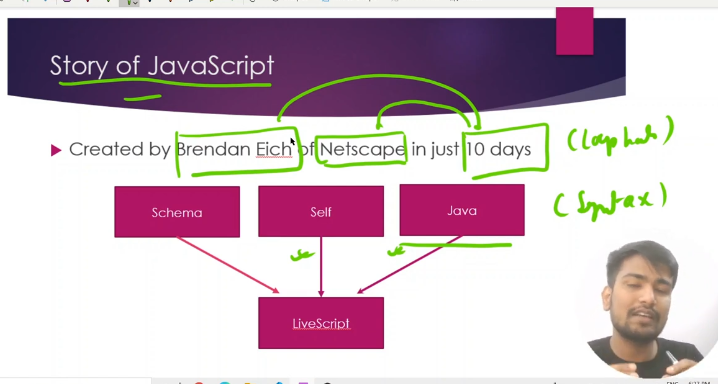 Story of JavaScript
Created by Brendan Eich of Netscape in just 10 days
(loop hole)
Schema
Self
Java
(Syntax)
LiveScript
ENG